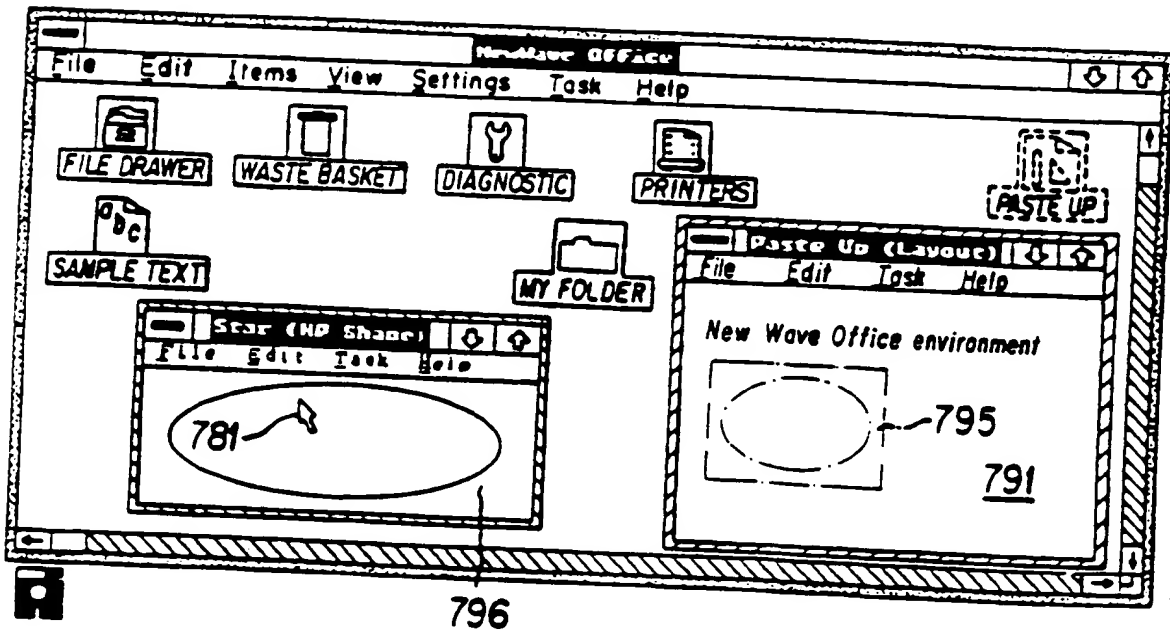 NewWave Office
File Edit Items View Settings Task Help
FILE DRAWER WASTE BASKET DIAGNOSTIC PRINTERS PASTE UP
abc
SAMPLE TEXT MY FOLDER
Paste Up (Layout)
File Edit Task Help
New Wave Office environment
795
791
Star (HP Shape)
File Edit Task Help
781
796